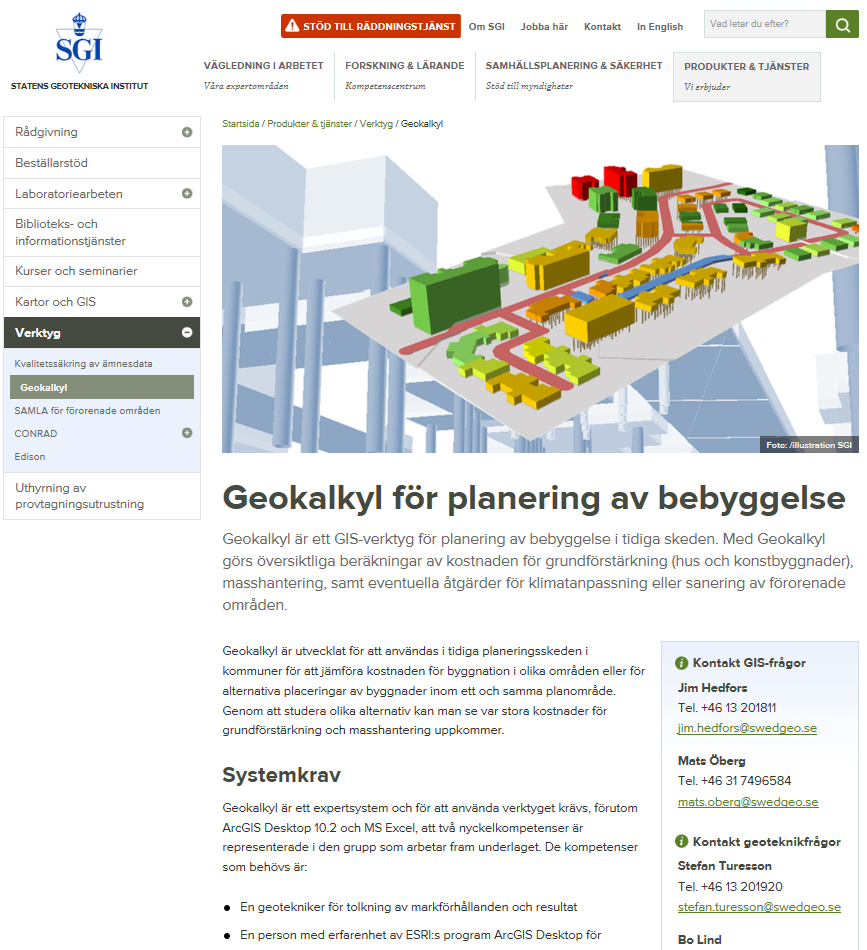 SGI
STATENS GEOTEKNISKA INSTITUT
STÖD TILL RÄDDNINGSTJÄNST
Om SGI
Jobba här
Kontakt
In English
Vad letar du efter?
VÄGLEDNING I ARBETET
Våra expertområden
FORSKNING & LÄRANDE
Kompetenscentrum
SAMHÄLLSPLANERING & SÄKERHET
Stöd till myndigheter
PRODUKTER & TJÄNSTER
Vi erbjuder
Rådgivning
Beställarstöd
Laboratoriearbeten
Biblioteks- och
informationstjänster
Kurser och seminarier
Kartor och GIS
Verktyg
Kvalitetssäkring av ämnesdata
Geokalkyl
SAMLA för förorenade områden
CONRAD
Edison
Uthyrning av
provtagningsutrustning
Startsida / Produkter & tjänster / Verktyg / Geokalkyl
Foto: /illustration SGI
Geokalkyl för planering av bebyggelse
Geokalkyl är ett GIS-verktyg för planering av bebyggelse i tidiga skeden. Med Geokalkyl
görs översiktliga beräkningar av kostnaden för grundförstärkning (hus och konstbyggnader),
masshantering, samt eventuella åtgärder för klimatanpassning eller sanering av förorenade
områden.
Geokalkyl är utvecklat för att användas i tidiga planeringsskeden i
kommuner för att jämföra kostnaden för byggnation i olika områden eller för
alternativa placeringar av byggnader inom ett och samma planområde.
Genom att studera olika alternativ kan man se var stora kostnader för
grundförstärkning och masshantering uppkommer.
Systemkrav
Geokalkyl är ett expertsystem och för att använda verktyget krävs, förutom
ArcGIS Desktop 10.2 och MS Excel, att två nyckelkompetenser är
representerade i den grupp som arbetar fram underlaget. De kompetenser
som behövs är:
En geotekniker för tolkning av markförhållanden och resultat
En person med erfarenhet av ESRI:s program ArcGIS Desktop för
Kontakt GIS-frågor
Jim Hedfors
Tel. +46 13 201811
jim.hedfors@swedgeo.se
Mats Öberg
Tel. +46 31 7496584
mats.oberg@swedgeo.se
Kontakt geoteknikfrågor
Stefan Turesson
Tel. +46 13 201920
stefan.turesson@swedgeo.se
Bo Lind